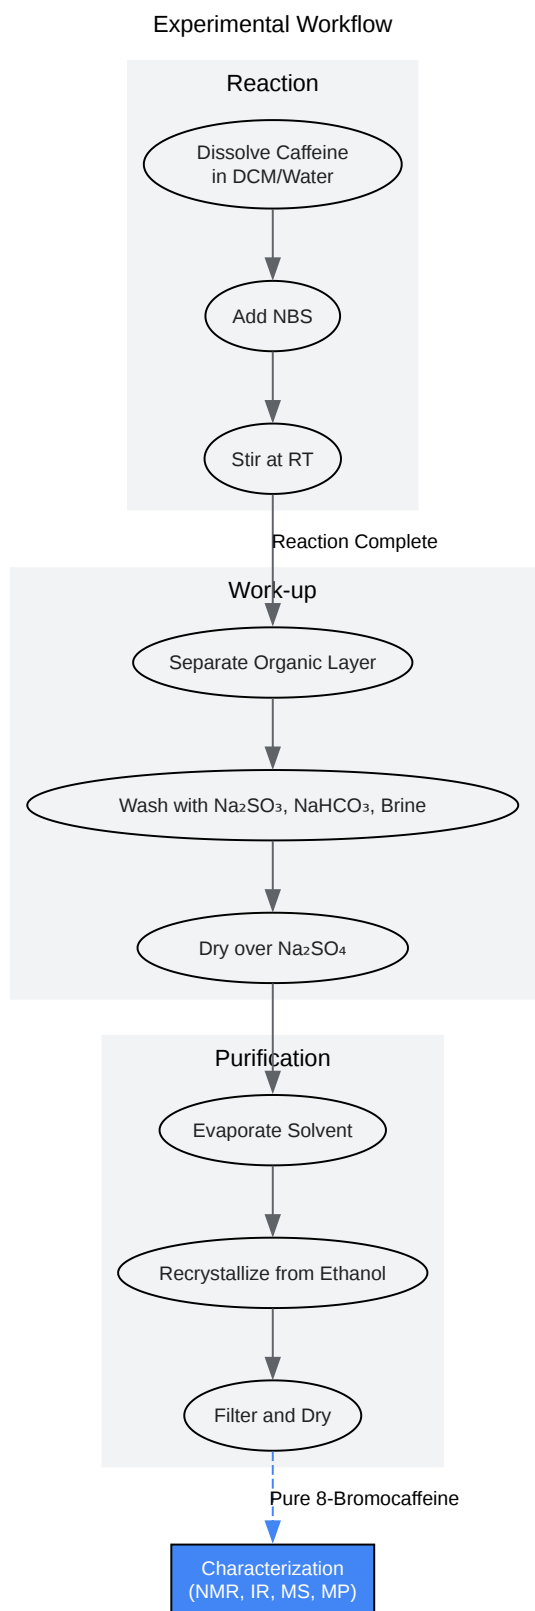 Experimental Workflow
Reaction
Dissolve Caffeine
in DCM/Water
Add NBS
Stir at RT
Reaction Complete
Work-up
Separate Organic Layer
Wash with Na₂SO₃, NaHCO₃, Brine
Dry over Na₂SO₄
Purification
Evaporate Solvent
Recrystallize from Ethanol
Filter and Dry
Pure 8-Bromocaffeine
Characterization
(NMR, IR, MS, MP)